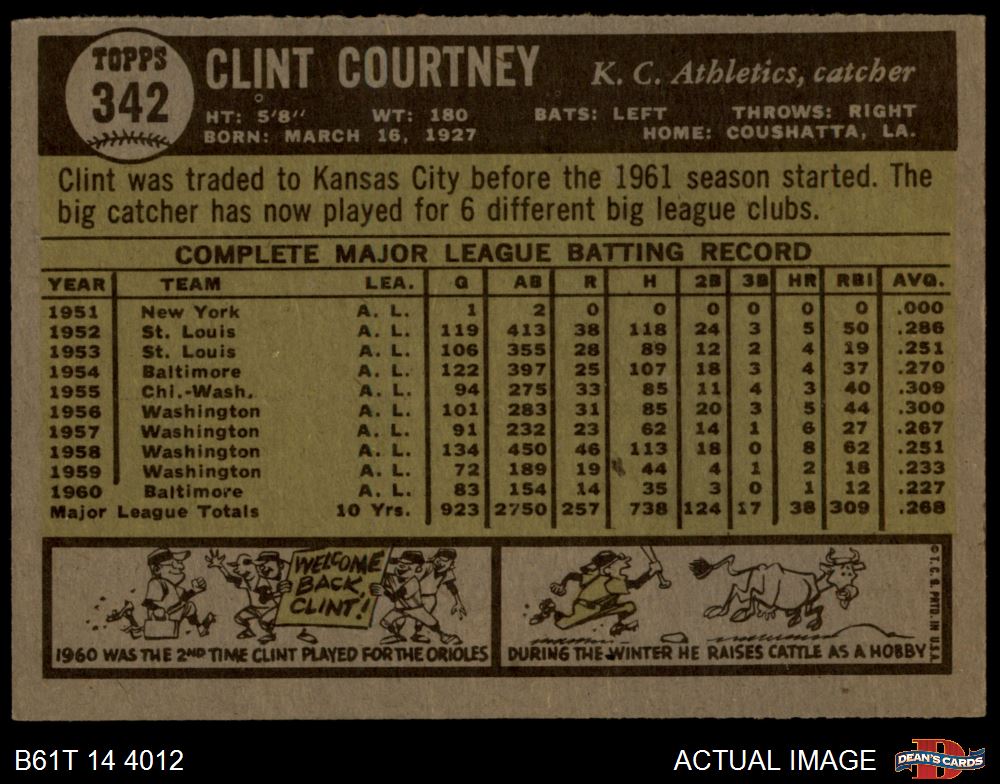 TOPPS
342
CLINT COURTNEY K. C. Athletics, catcher
HT: 5'8'' WT: 180 BATS: LEFT THROWS: RIGHT
BORN: MARCH 16, 1927 HOME: COUSHATTA, LA.
Clint was traded to Kansas City before the 1961 season started. The
big catcher has now played for 6 different big league clubs.
COMPLETE MAJOR LEAGUE BATTING RECORD
YEAR TEAM LEA. G AB R H 2B 3B HR RBI AVG.
1951 New York A. L. 1 2 0 0 0 0 0 0 .000
1952 St. Louis A. L. 119 413 38 118 24 3 5 50 .286
1953 St. Louis A. L. 106 355 28 89 12 2 4 19 .251
1954 Baltimore A. L. 122 397 25 107 18 3 4 37 .270
1955 Chi.-Wash. A. L. 94 275 33 85 11 4 3 40 .309
1956 Washington A. L. 101 283 31 85 20 3 5 44 .300
1957 Washington A. L. 91 232 23 62 14 1 6 27 .267
1958 Washington A. L. 134 450 46 113 18 0 8 62 .251
1959 Washington A. L. 72 189 19 44 4 1 2 18 .233
1960 Baltimore A. L. 83 154 14 35 3 0 1 12 .227
Major League Totals 10 Yrs. 923 2750 257 738 124 17 38 309 .268
WELCOME
BACK,
CLINT!
1960 WAS THE 2ND TIME CLINT PLAYED FOR THE ORIOLES
DURING THE WINTER HE RAISES CATTLE AS A HOBBY
© T. C. G. PRTD. IN U.S.A.
B61T 14 4012 ACTUAL IMAGE
DEAN'S CARDS